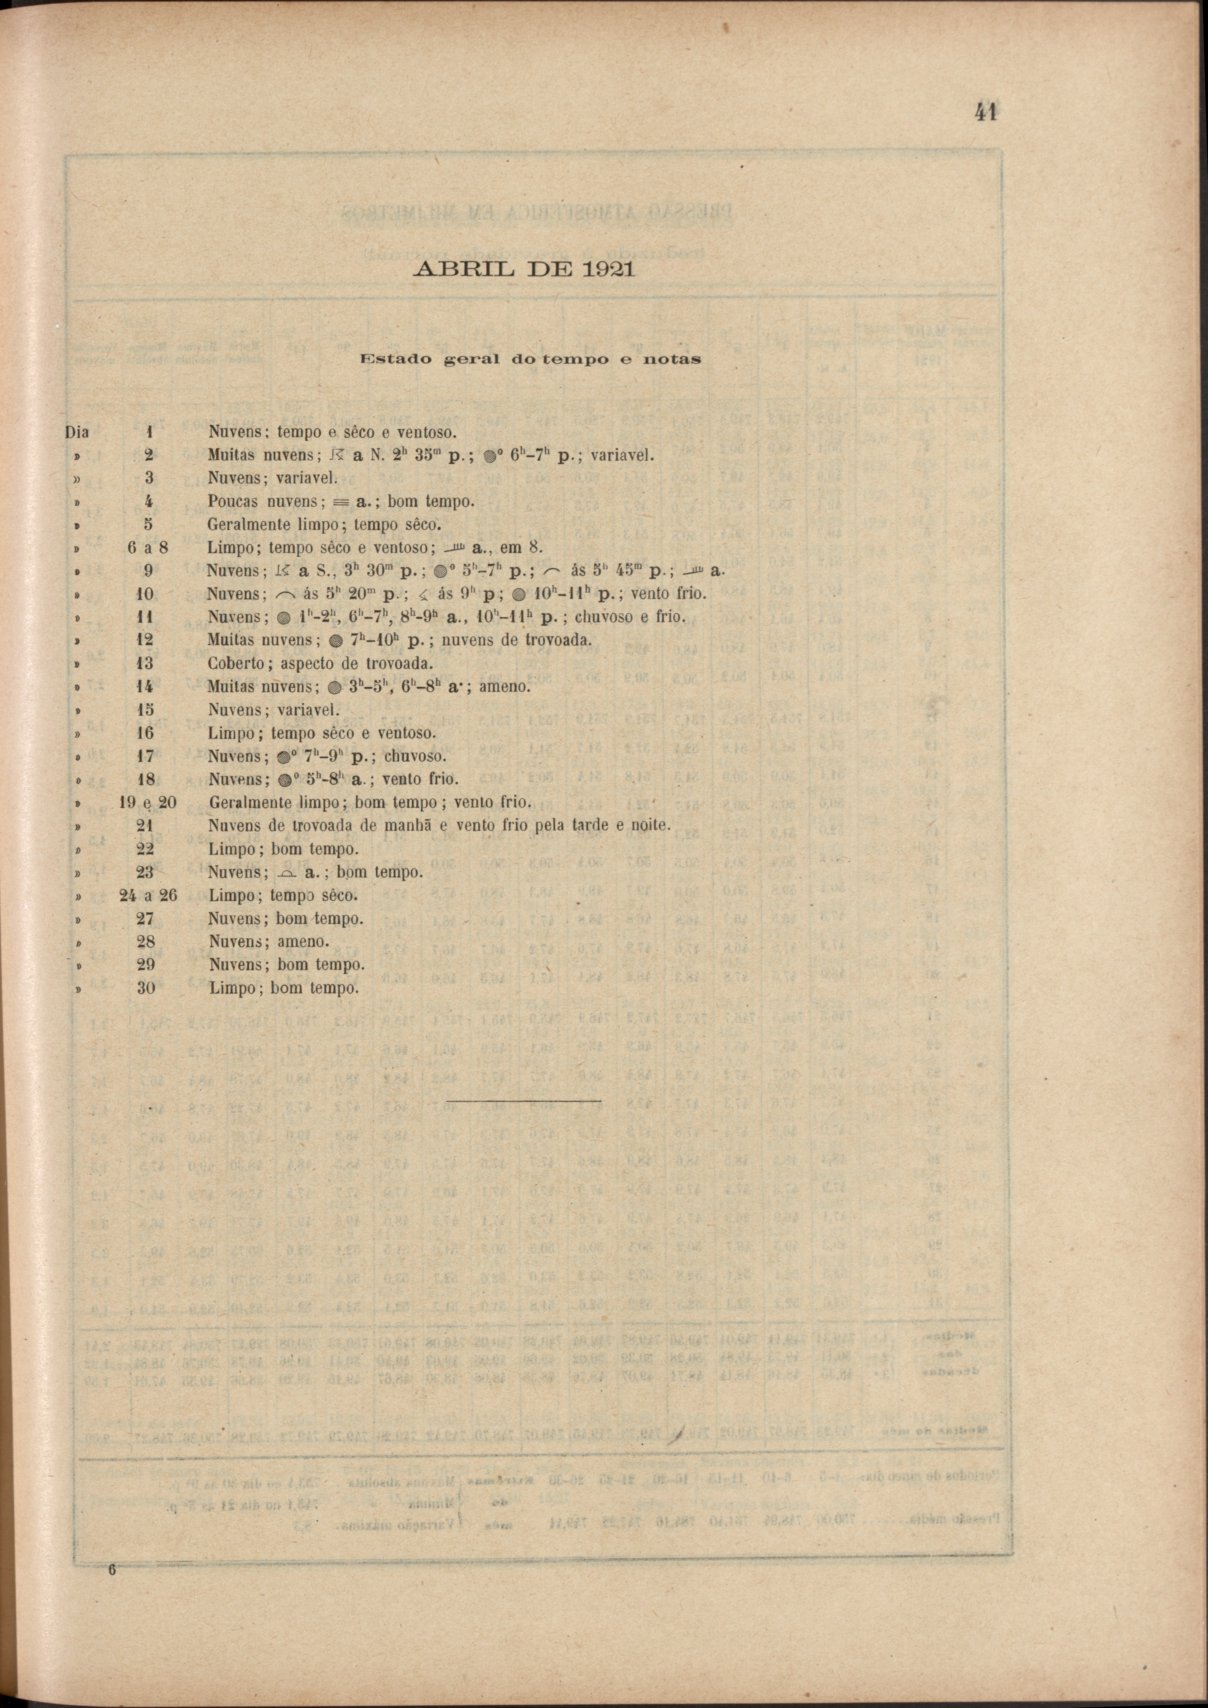 41
ABRIL DE 1921
Estado geral do tempo e notas
Dia 1 Nuvens; tempo e sêco e ventoso.
» 2 Muitas nuvens; ☈ a N. 2ʰ 35ᵐ p.; ●⁰ 6ʰ–7ʰ p.; variavel.
» 3 Nuvens; variavel.
» 4 Poucas nuvens; ≡ a.; bom tempo.
» 5 Geralmente limpo; tempo sêco.
» 6 a 8 Limpo; tempo sêco e ventoso; a., em 8.
» 9 Nuvens; ☈ a S., 3ʰ 30ᵐ p.; ●⁰ 5ʰ–7ʰ p.; ⌒ ás 5ʰ 45ᵐ p.; a.
» 10 Nuvens; ⌒ ás 5ʰ 20ᵐ p.; ás 9ʰ p; ● 10ʰ–11ʰ p.; vento frio.
» 11 Nuvens; ● 1ʰ–2ʰ, 6ʰ–7ʰ, 8ʰ–9ʰ a., 10ʰ–11ʰ p.; chuvoso e frio.
» 12 Muitas nuvens; ● 7ʰ–10ʰ p.; nuvens de trovoada.
» 13 Coberto; aspecto de trovoada.
» 14 Muitas nuvens; ● 3ʰ–5ʰ, 6ʰ–8ʰ a·; ameno.
» 15 Nuvens; variavel.
» 16 Limpo; tempo sêco e ventoso.
» 17 Nuvens; ●⁰ 7ʰ–9ʰ p.; chuvoso.
» 18 Nuvens; ●⁰ 5ʰ-8ʰ a.; vento frio.
» 19 e 20 Geralmente limpo; bom tempo; vento frio.
» 21 Nuvens de trovoada de manhã e vento frio pela tarde e noite.
» 22 Limpo; bom tempo.
» 23 Nuvens; ⌓ a.; bom tempo.
» 24 a 26 Limpo; tempo sêco.
» 27 Nuvens; bom tempo.
» 28 Nuvens; ameno.
» 29 Nuvens; bom tempo.
» 30 Limpo; bom tempo.
6